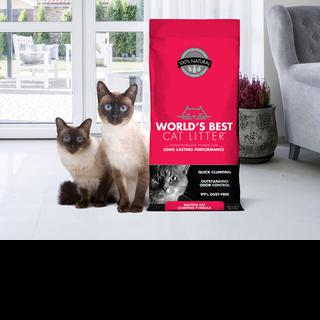 100% NATURAL
WORLD'S BEST
CAT LITTER
CONCENTRATED POWER FOR
LONG LASTING PERFORMANCE
QUICK CLUMPING
OUTSTANDING
ODOR CONTROL
99% DUST-FREE
MULTIPLE CAT
CLUMPING FORMULA